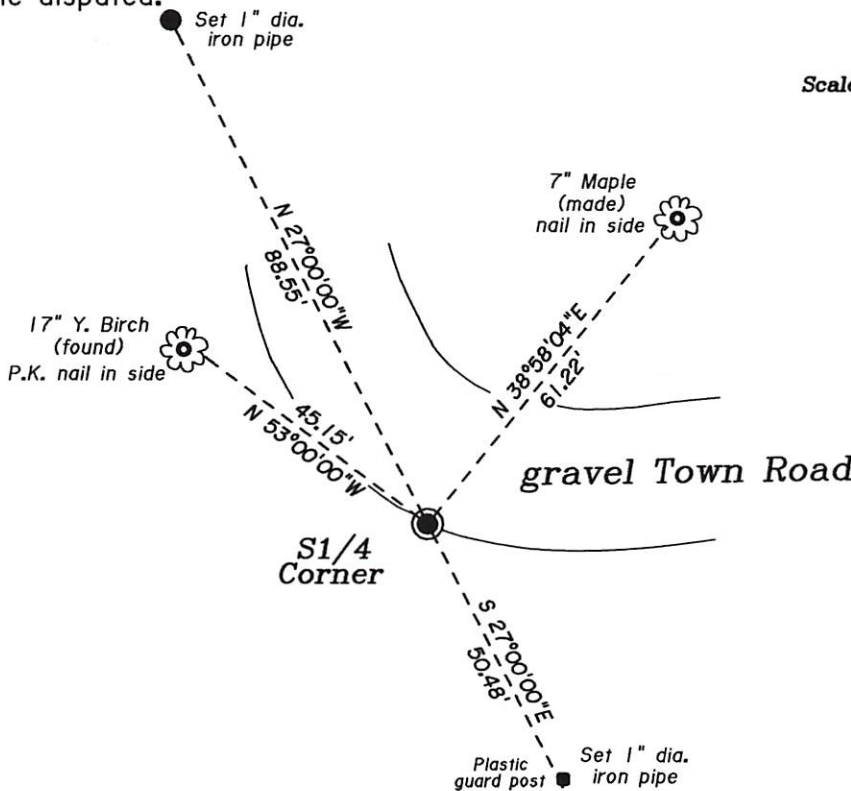 Set 1" dia.
iron pipe
Scale
7" Maple
(made)
nail in side
N 27°00'00"W
88.55'
17" Y. Birch
(found)
P.K. nail in side
N 38°58'04"E
61.22'
45.15'
N 53°00'00"W
gravel Town Road
S1/4
Corner
S 27°00'00"E
50.48'
Plastic
guard post
Set 1" dia.
iron pipe